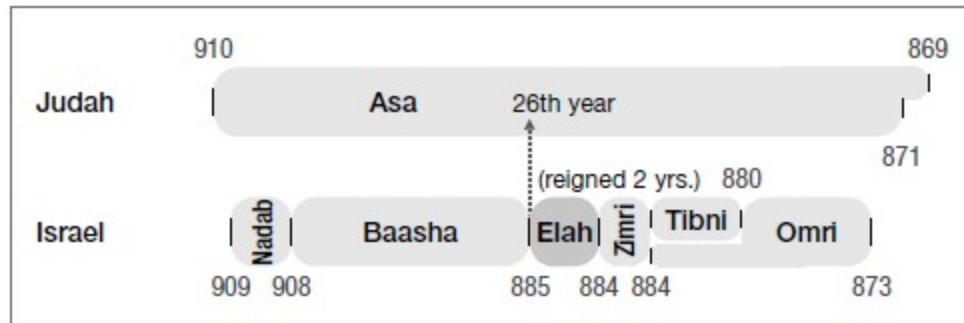 910 869
Judah Asa 26th year
871
(reigned 2 yrs.) 880
Israel Nadab Baasha Elah Zimri Tibni Omri
909 908 885 884 884 873